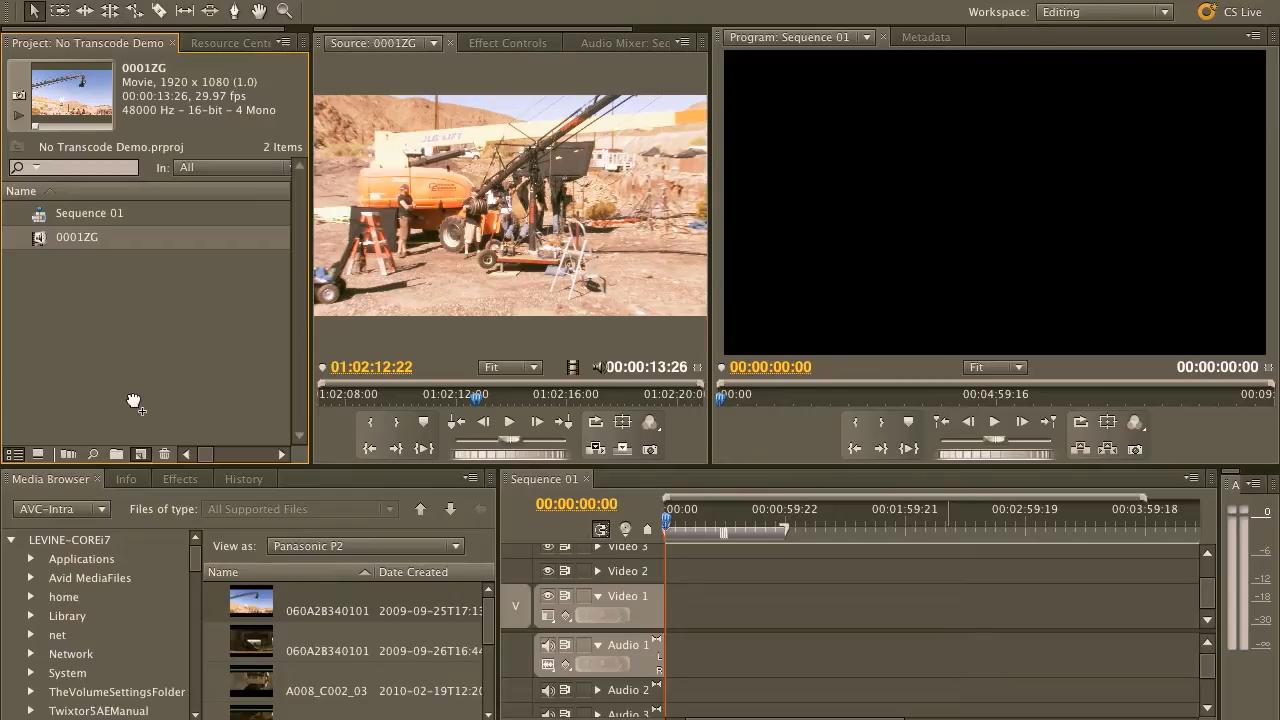 Workspace: Editing CS Live
Project: No Transcode Demo Resource Cent
0001ZG
Movie, 1920 x 1080 (1.0)
00:00:13:26, 29.97 fps
48000 Hz - 16-bit - 4 Mono
No Transcode Demo.prproj 2 Items
In: All
Name
Sequence 01
0001ZG
Source: 0001ZG Effect Controls Audio Mixer: Sec
JLG LIFT
01:02:12:22 Fit 00:00:13:26
1:02:08:00 01:02:12:00 01:02:16:00 01:02:20:00
Program: Sequence 01 Metadata
00:00:00:00 Fit 00:00:00:00
00:00 00:04:59:16 00:09:
Media Browser Info Effects History
AVC-Intra Files of type: All Supported Files
LEVINE-COREi7
Applications
Avid MediaFiles
home
Library
net
Network
System
TheVolumeSettingsFolder
Twixtor5AEManual
View as: Panasonic P2
Name Date Created
060A2B340101 2009-09-25T17:13
060A2B340101 2009-09-26T16:44
A008_C002_03 2010-02-19T12:20
Sequence 01
00:00:00:00
00:00 00:00:59:22 00:01:59:21 00:02:59:19 00:03:59:18
Video 3
Video 2
V Video 1
Audio 1
L
R
Audio 2
Audio 3
A
0
-6
-12
-18
-30
-∞